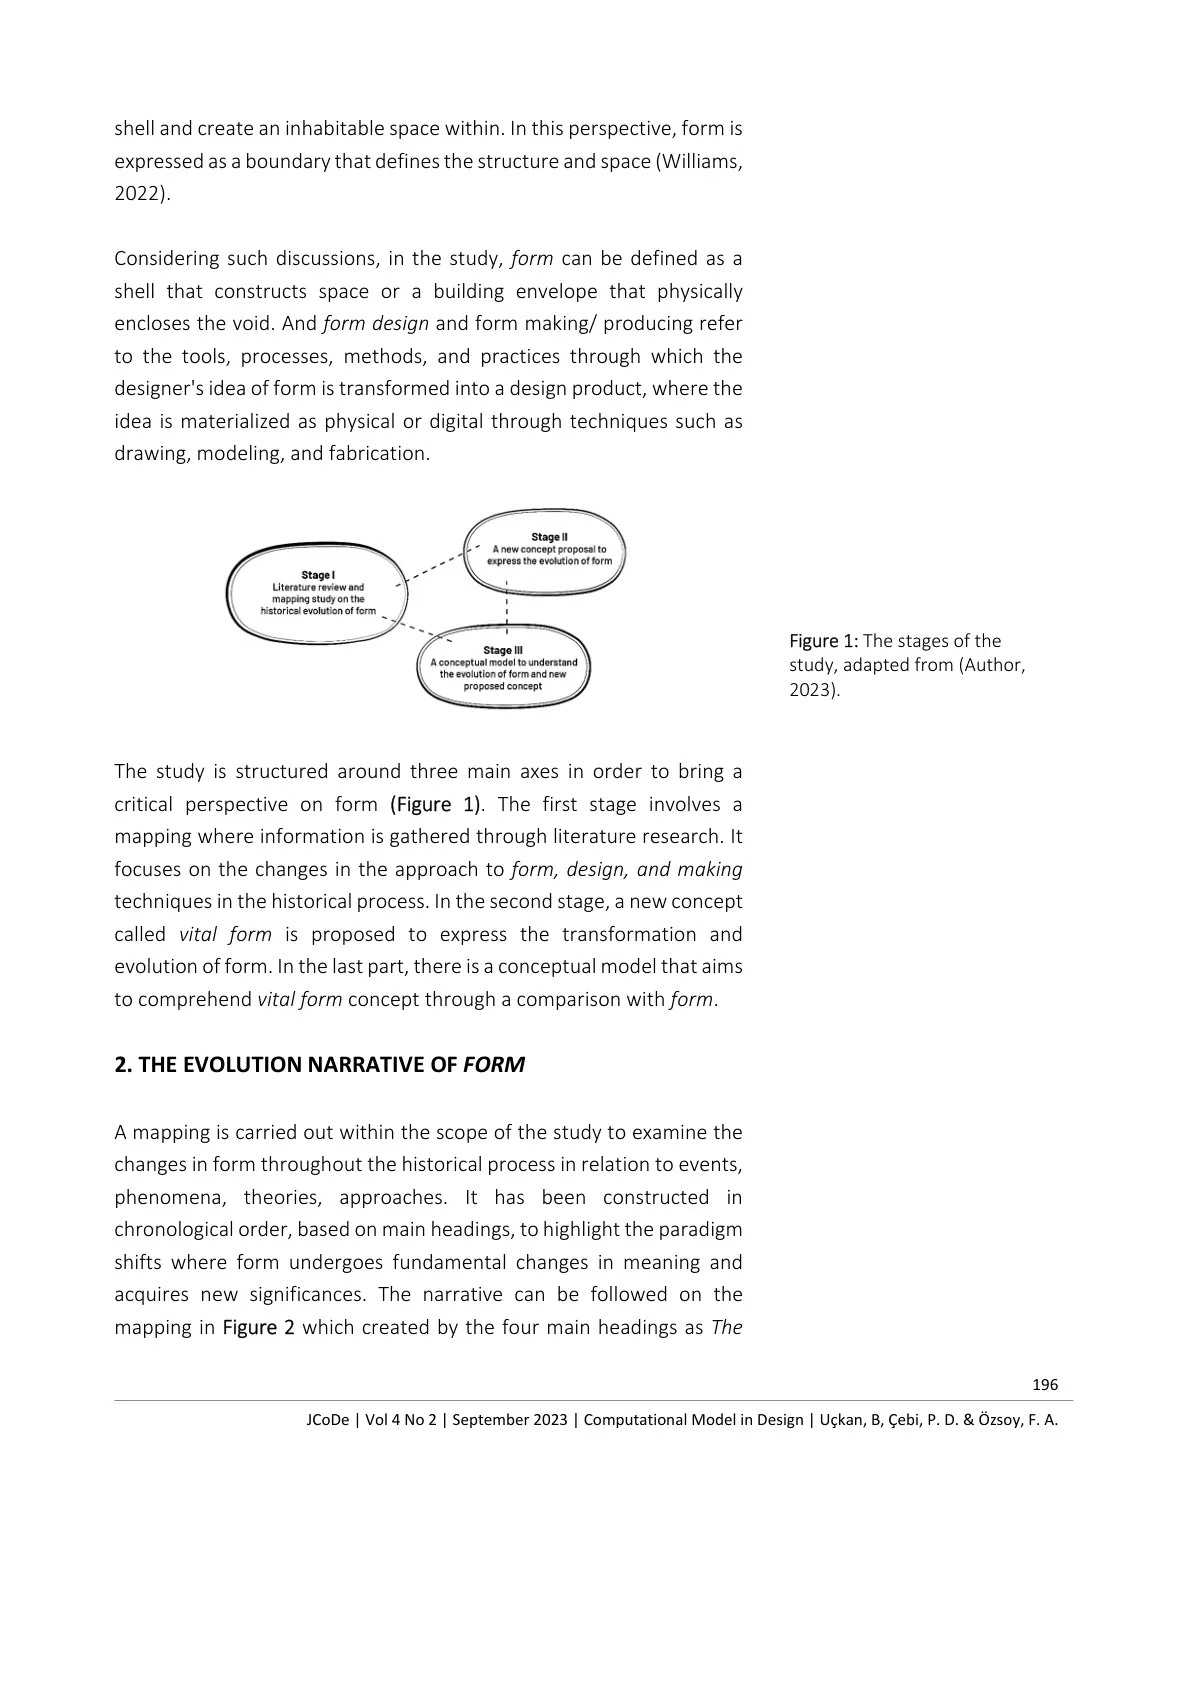 shell and create an inhabitable space within. In this perspective, form is
expressed as a boundary that defines the structure and space (Williams,
2022).
Considering such discussions, in the study, form can be defined as a
shell that constructs space or a building envelope that physically
encloses the void. And form design and form making/ producing refer
to the tools, processes, methods, and practices through which the
designer's idea of form is transformed into a design product, where the
idea is materialized as physical or digital through techniques such as
drawing, modeling, and fabrication.
Stage I
Literature review and
mapping study on the
historical evolution of form
Stage II
A new concept proposal to
express the evolution of form
Stage III
A conceptual model to understand
the evolution of form and new
proposed concept
Figure 1: The stages of the
study, adapted from (Author,
2023).
The study is structured around three main axes in order to bring a
critical perspective on form (Figure 1). The first stage involves a
mapping where information is gathered through literature research. It
focuses on the changes in the approach to form, design, and making
techniques in the historical process. In the second stage, a new concept
called vital form is proposed to express the transformation and
evolution of form. In the last part, there is a conceptual model that aims
to comprehend vital form concept through a comparison with form.
2. THE EVOLUTION NARRATIVE OF FORM
A mapping is carried out within the scope of the study to examine the
changes in form throughout the historical process in relation to events,
phenomena, theories, approaches. It has been constructed in
chronological order, based on main headings, to highlight the paradigm
shifts where form undergoes fundamental changes in meaning and
acquires new significances. The narrative can be followed on the
mapping in Figure 2 which created by the four main headings as The
196
JCoDe | Vol 4 No 2 | September 2023 | Computational Model in Design | Uçkan, B, Çebi, P. D. & Özsoy, F. A.